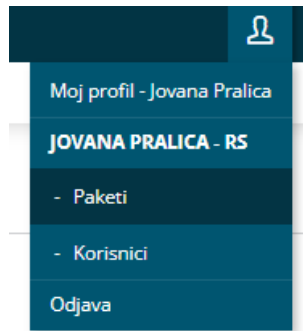 Moj profil - Jovana Pralica
JOVANA PRALICA - RS
- Paketi
- Korisnici
Odjava